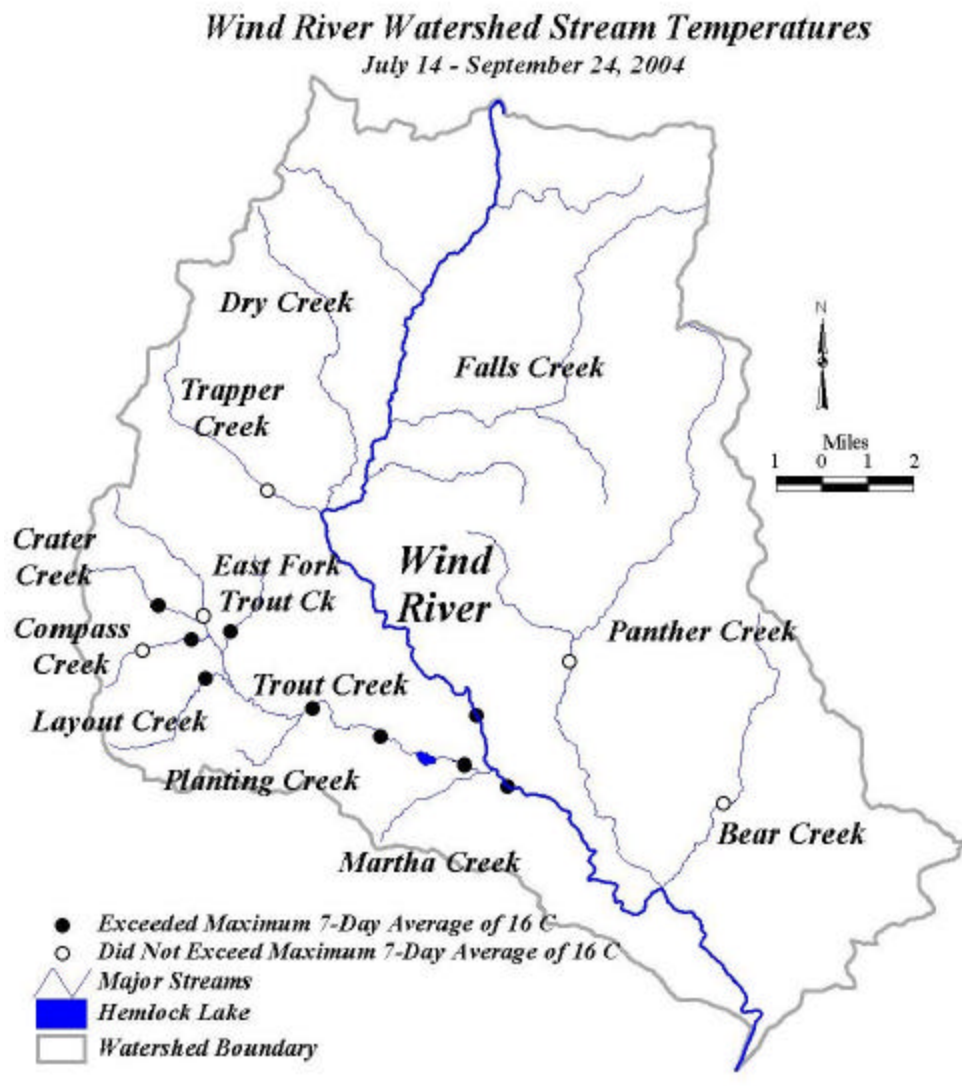 Wind River Watershed Stream Temperatures
July 14 - September 24, 2004
Dry Creek
Falls Creek
N
Trapper
Creek
Miles
1 0 1 2
Crater
Creek
East Fork
Trout Ck
Wind
River
Compass
Creek
Panther Creek
Trout Creek
Layout Creek
Planting Creek
Bear Creek
Martha Creek
Exceeded Maximum 7-Day Average of 16 C
Did Not Exceed Maximum 7-Day Average of 16 C
Major Streams
Hemlock Lake
Watershed Boundary